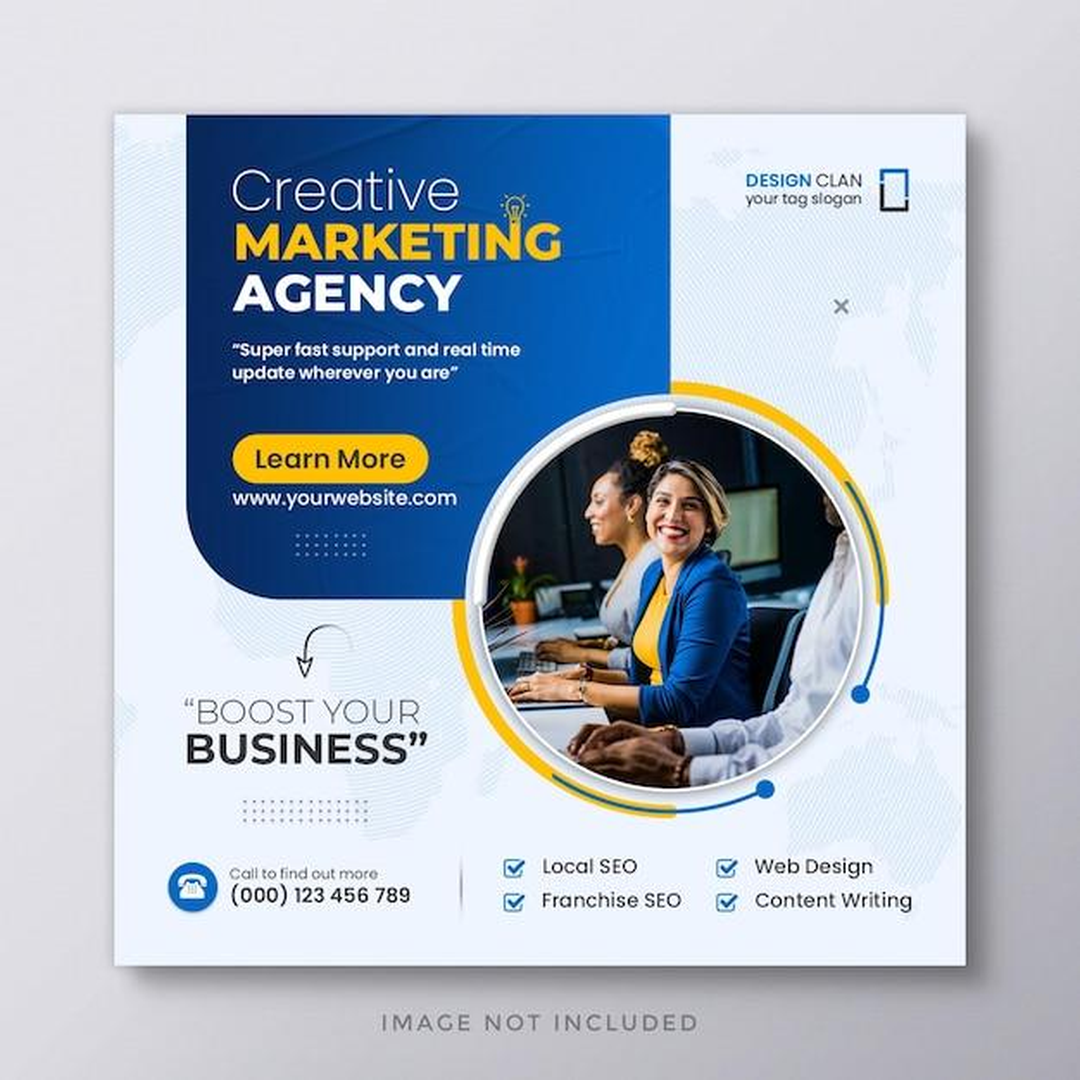 Creative
MARKETING
AGENCY
“Super fast support and real time
update wherever you are”
Learn More
www.yourwebsite.com
DESIGN CLAN
your tag slogan
“BOOST YOUR
BUSINESS”
Call to find out more
(000) 123 456 789
Local SEO
Franchise SEO
Web Design
Content Writing
IMAGE NOT INCLUDED